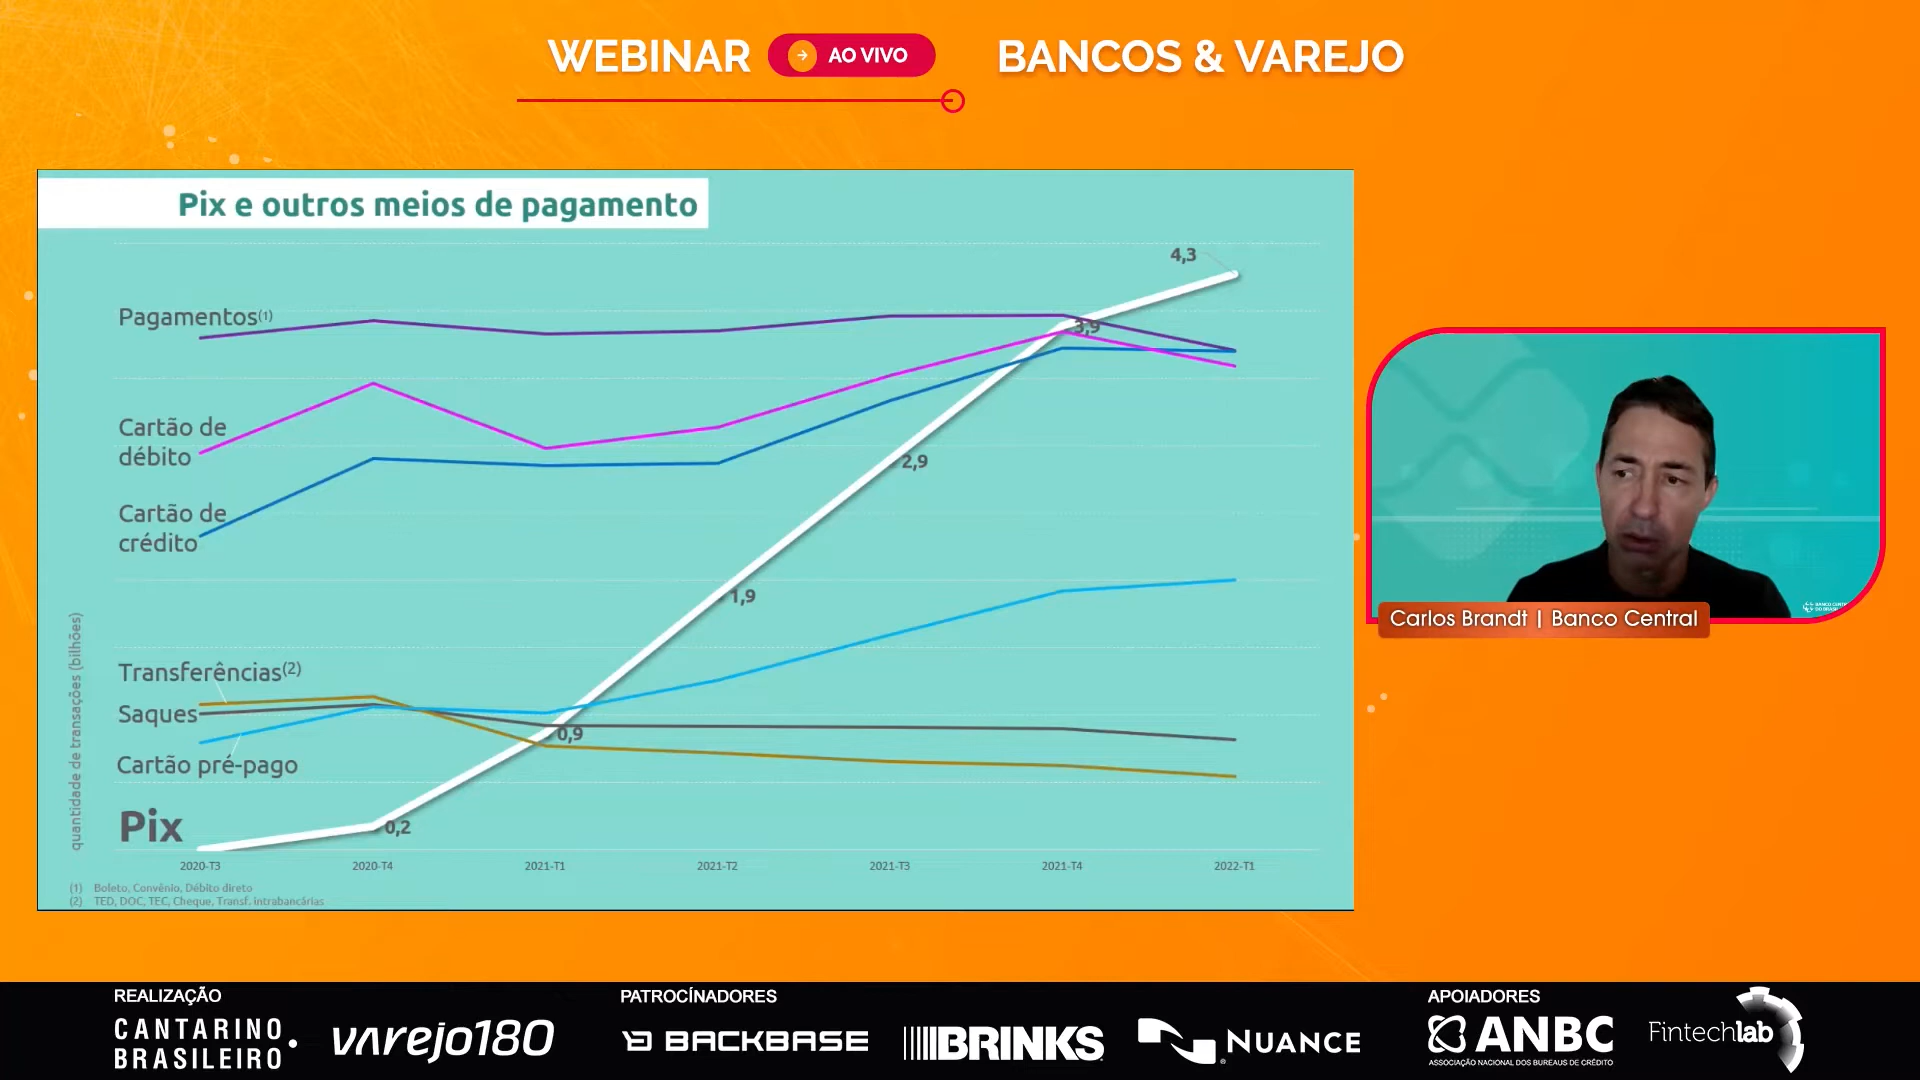 WEBINAR
AO VIVO
BANCOS & VAREJO
Pix e outros meios de pagamento
4,3
Pagamentos(1)
3,9
Cartão de
débito
2,9
Cartão de
crédito
1,9
quantidade de transações (bilhões)
Transferências(2)
Saques
0,9
Cartão pré-pago
Pix
0,2
2020-T3 2020-T4 2021-T1 2021-T2 2021-T3 2021-T4 2022-T1
(1) Boleto, Convênio, Débito direto
(2) TED, DOC, TEC, Cheque, Transf. intrabancárias
Carlos Brandt | Banco Central
REALIZAÇÃO
CANTARINO
BRASILEIRO
varejo180
PATROCÍNADORES
BACKBASE
BRINKS
NUANCE
APOIADORES
ANBC
ASSOCIAÇÃO NACIONAL DOS BUREAUS DE CRÉDITO
Fintechlab